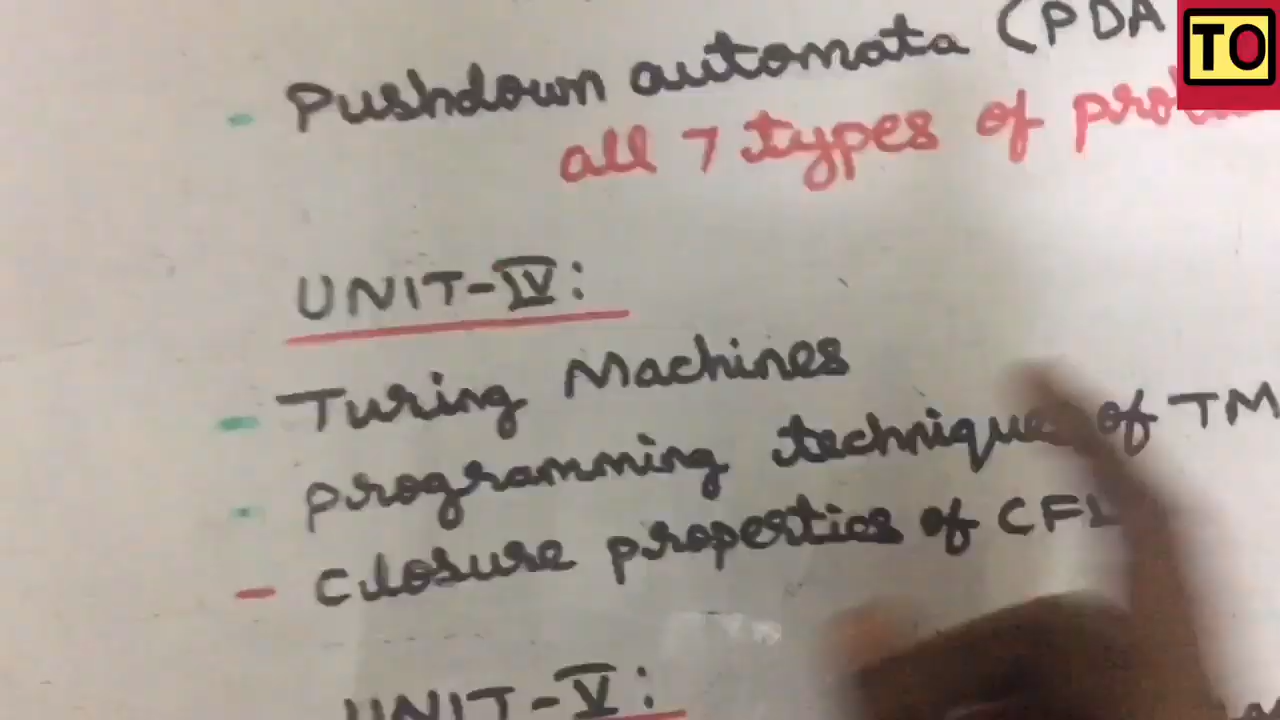 TO
- Pushdown automata (PDA
all 7 types of
UNIT-IV:
- Turing Machines
- programming techniques of TM
- closure properties of CFL
UNIT-V: